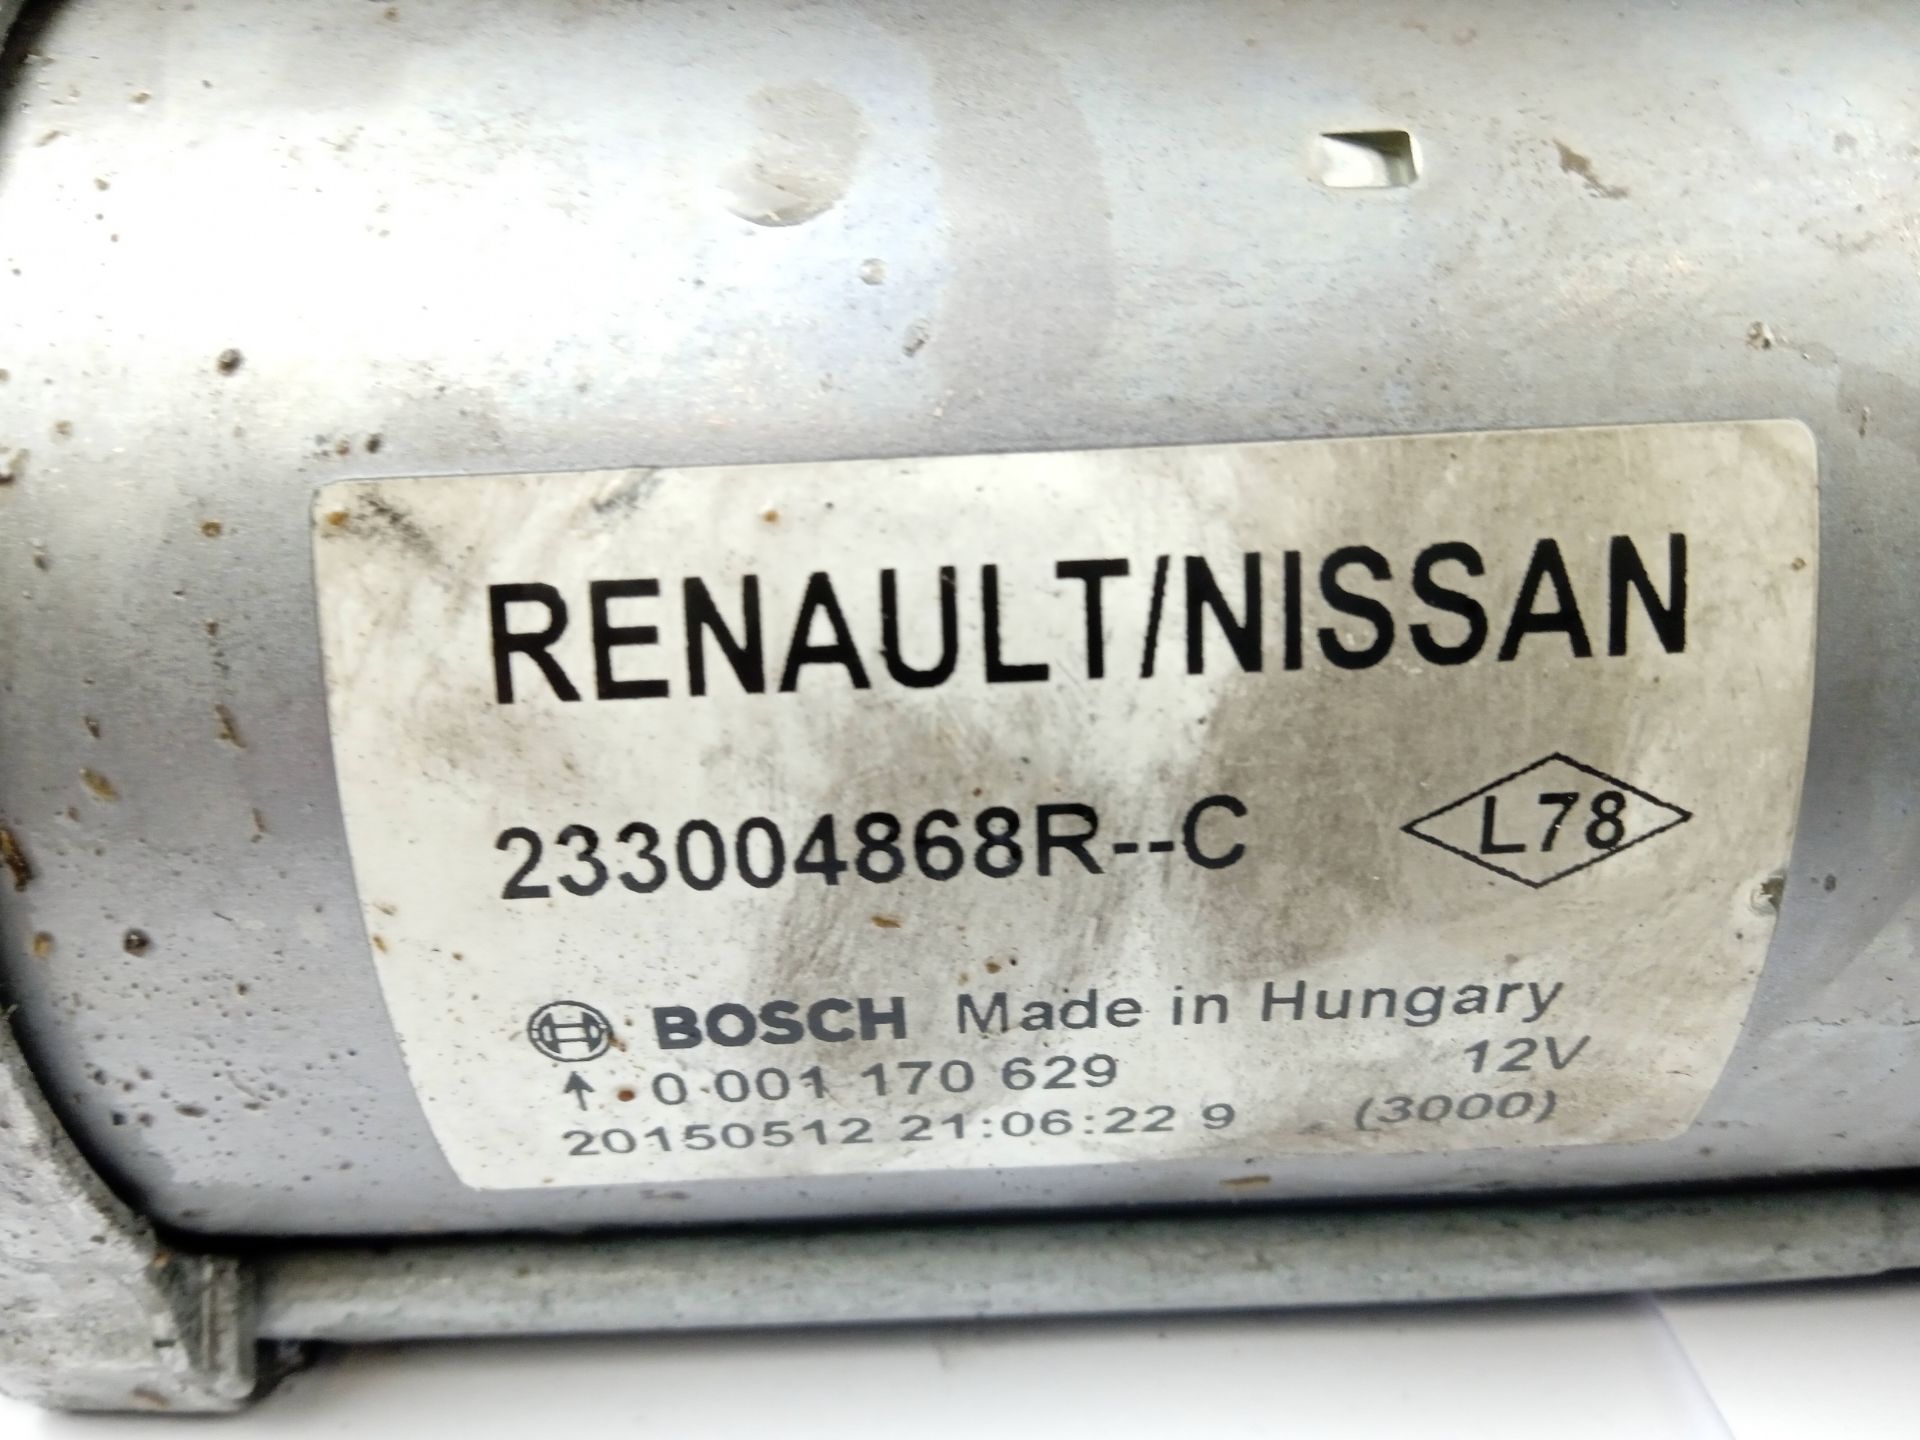 RENAULT/NISSAN
233004868R--C L78
BOSCH Made in Hungary
0 001 170 629 12V
20150512 21:06:22 9 (3000)